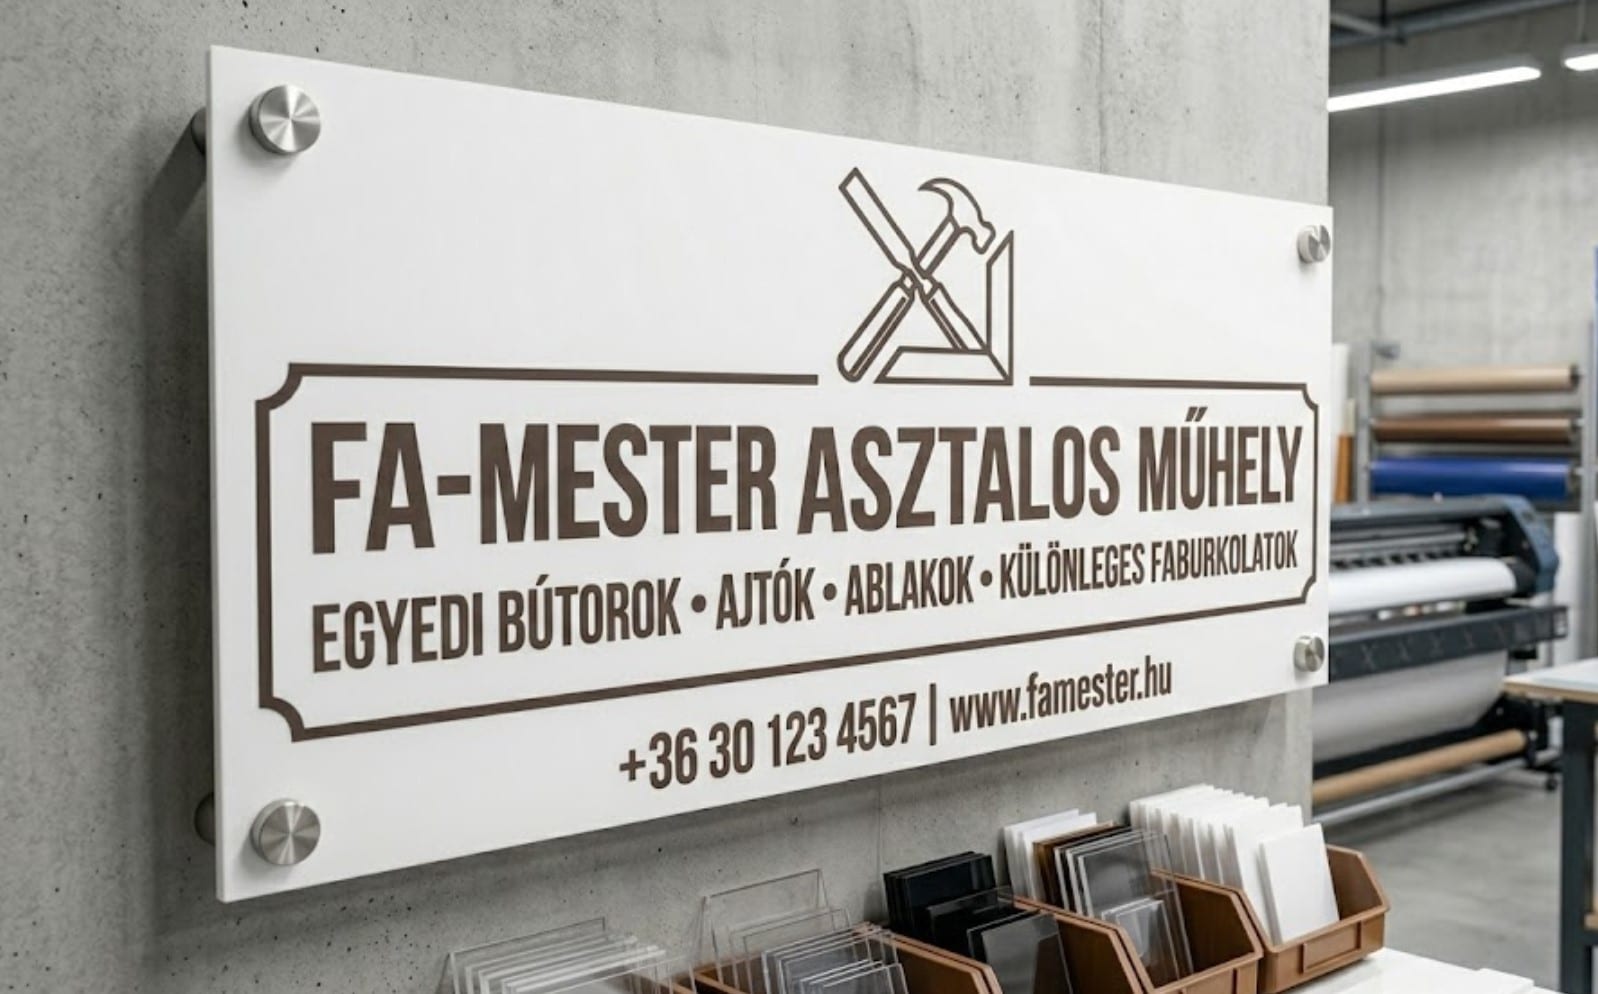 FA-MESTER ASZTALOS MŰHELY
EGYEDI BÚTOROK • AJTÓK • ABLAKOK • KÜLÖNLEGES FABURKOLATOK
+36 30 123 4567 | www.famester.hu